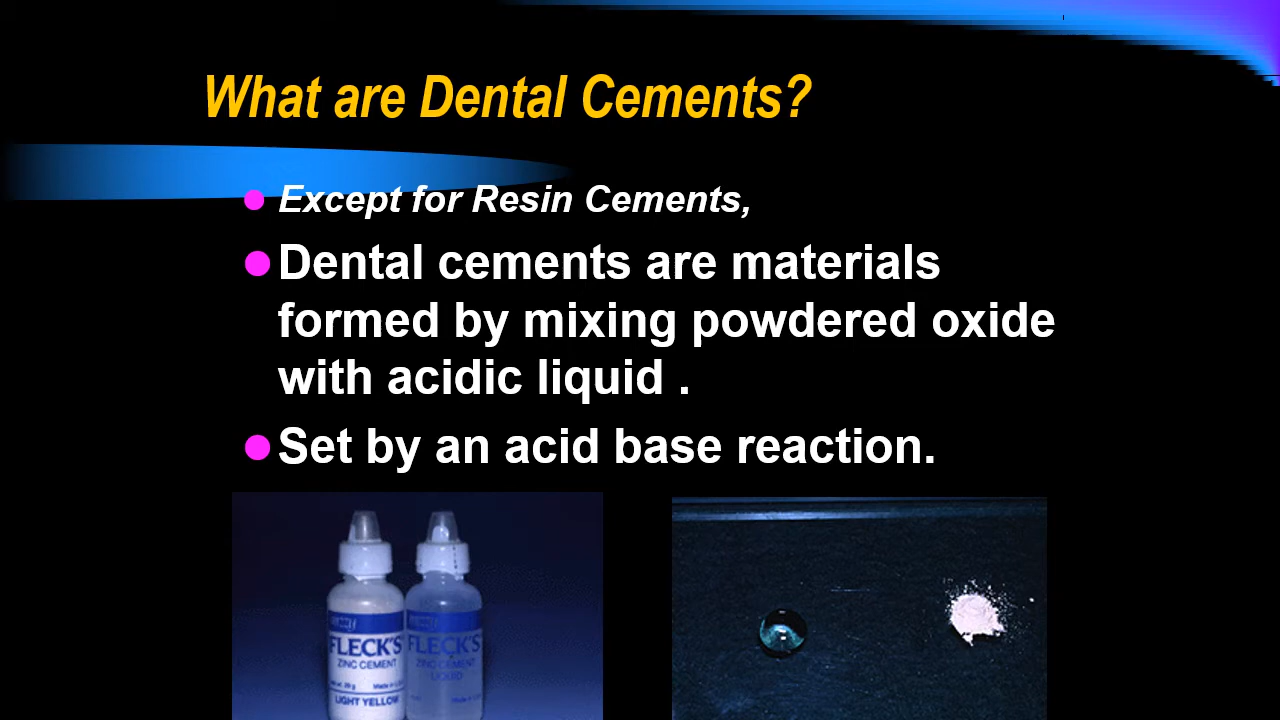 What are Dental Cements?
Except for Resin Cements,
Dental cements are materials
formed by mixing powdered oxide
with acidic liquid .
Set by an acid base reaction.
FLECK'S FLECK'S
ZINC CEMENT ZINC CEMENT
LIQUID
LIGHT YELLOW